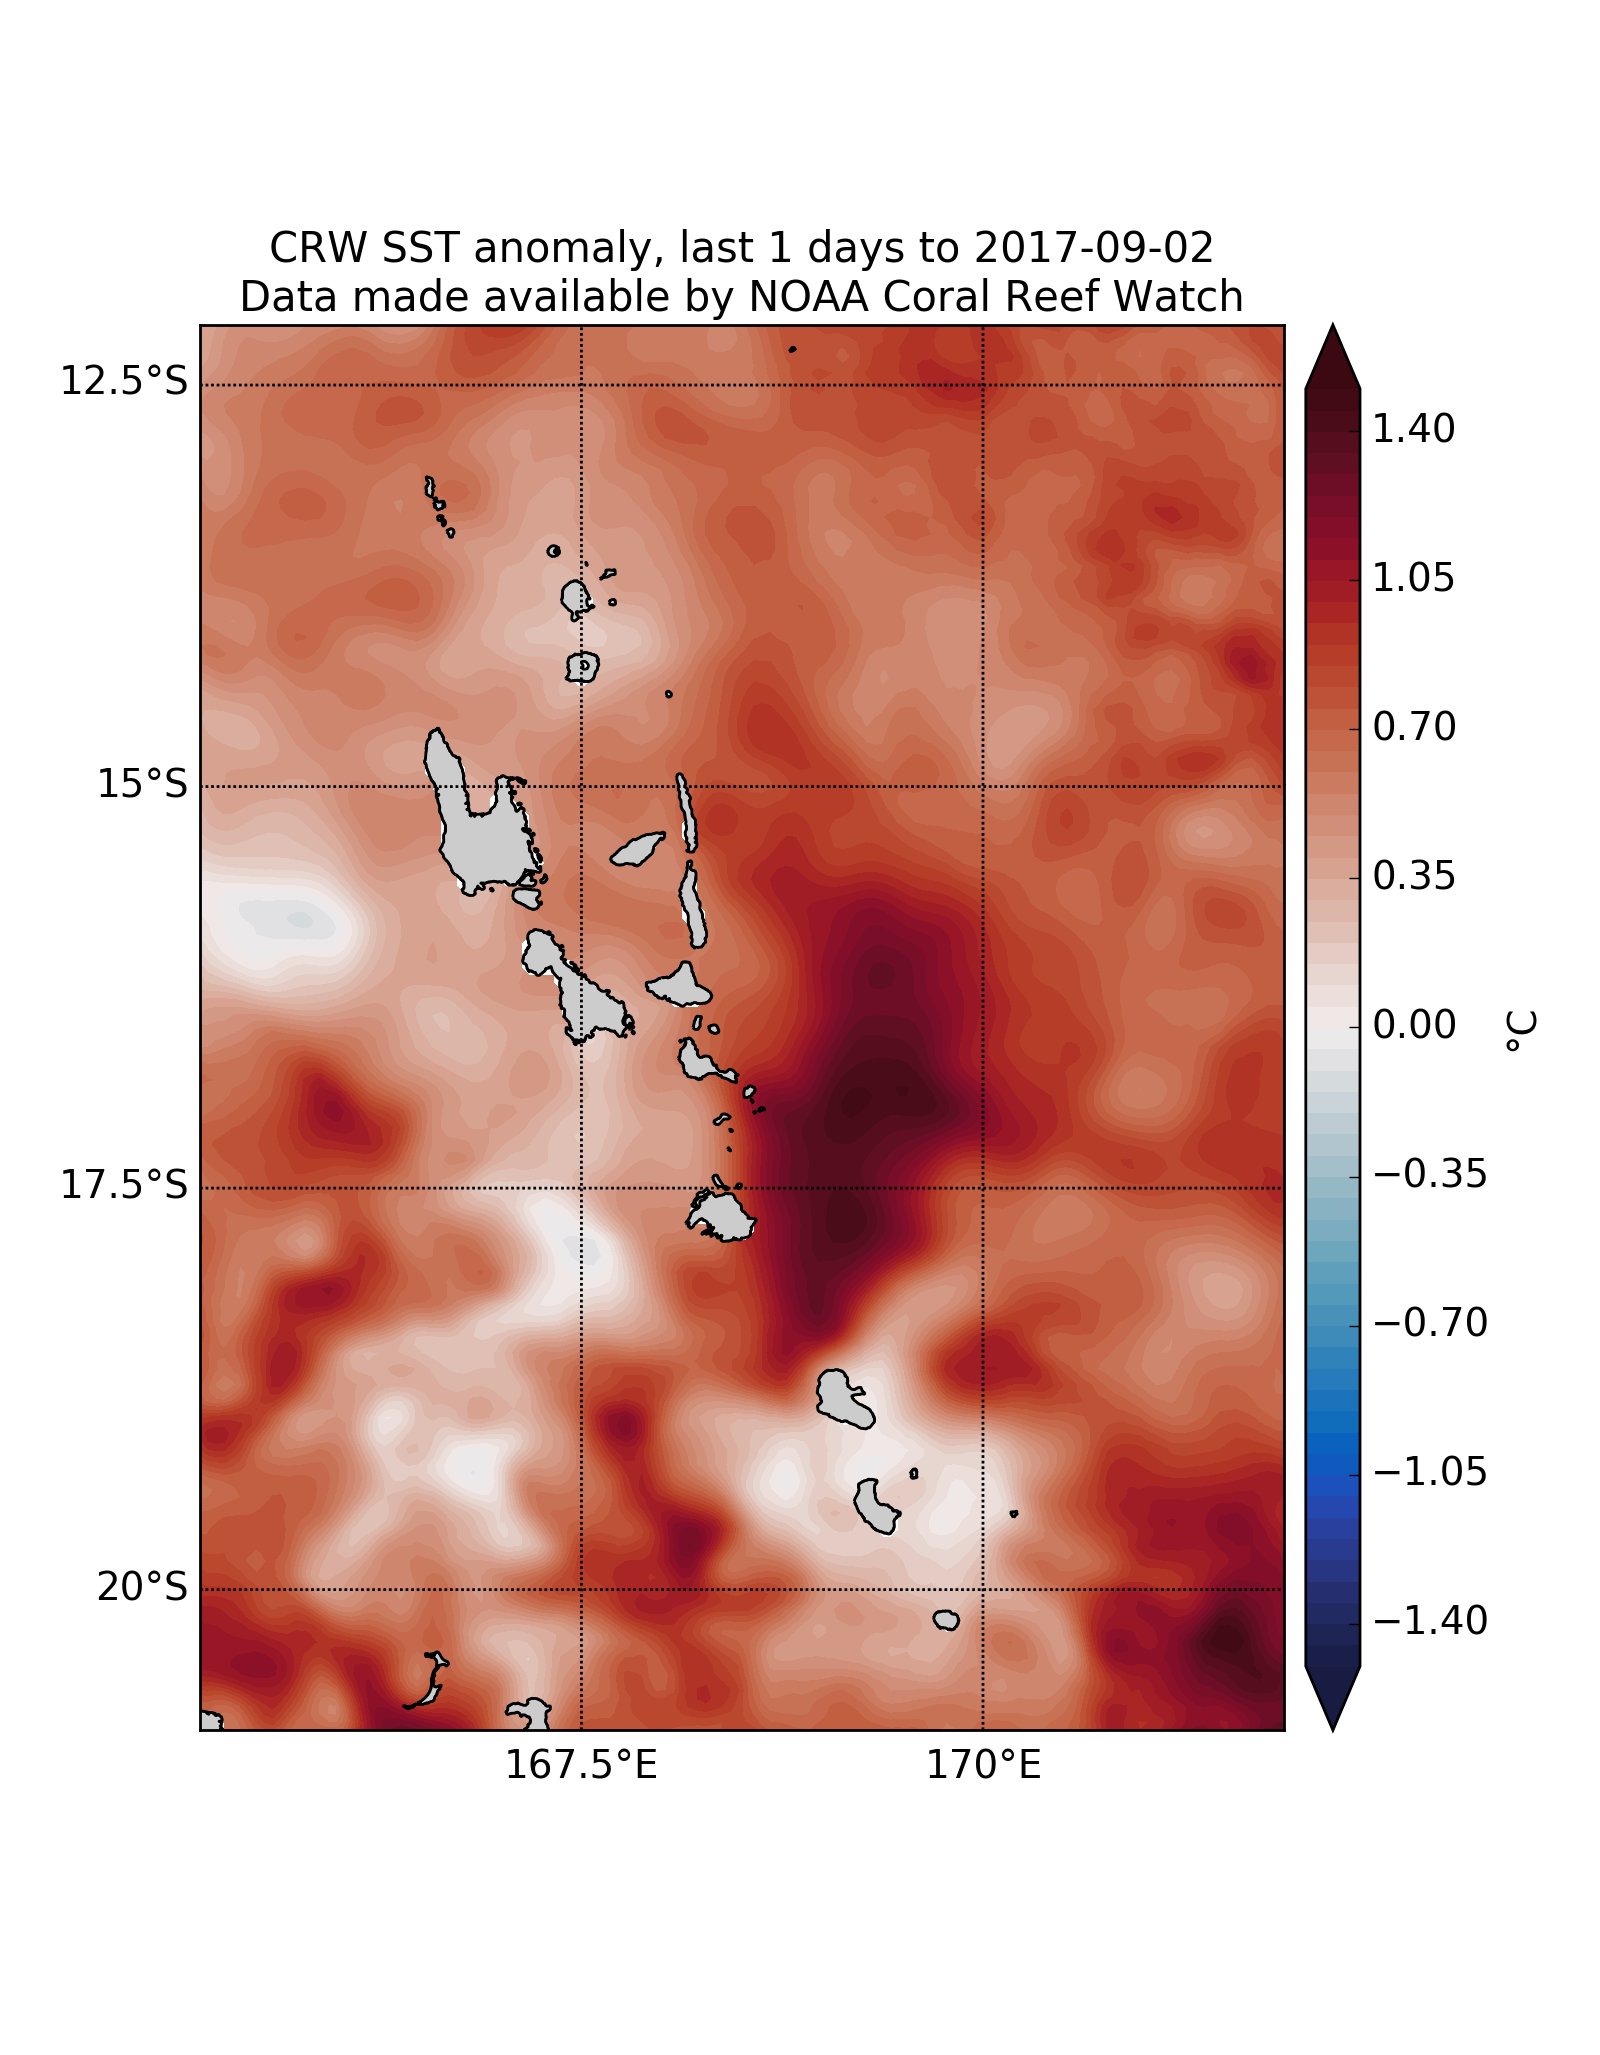 CRW SST anomaly, last 1 days to 2017-09-02
Data made available by NOAA Coral Reef Watch
12.5°S
15°S
17.5°S
20°S
167.5°E
170°E
1.40
1.05
0.70
0.35
0.00
−0.35
−0.70
−1.05
−1.40
°C